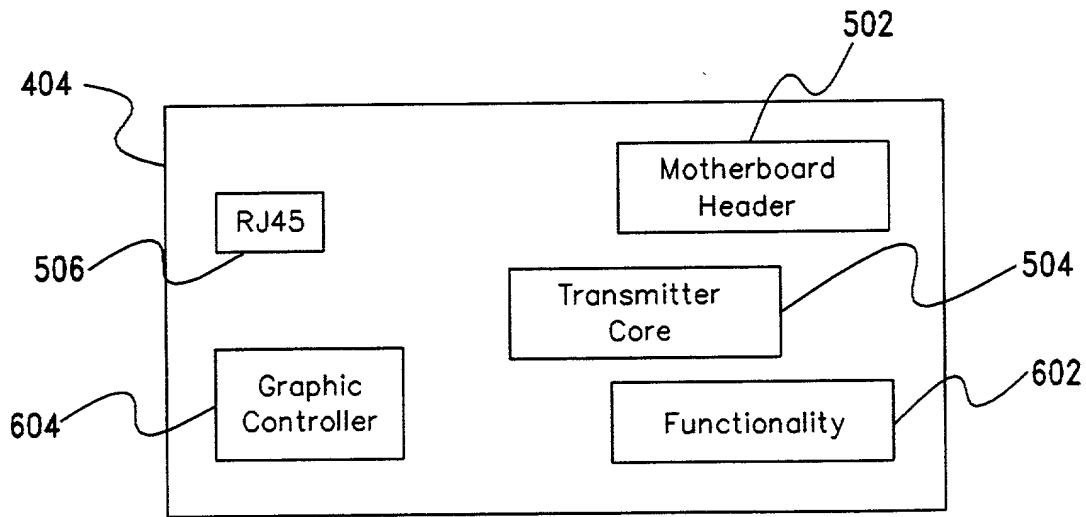 502
404
Motherboard
Header
RJ45
506
504
Transmitter
Core
Graphic
Controller
602
604
Functionality